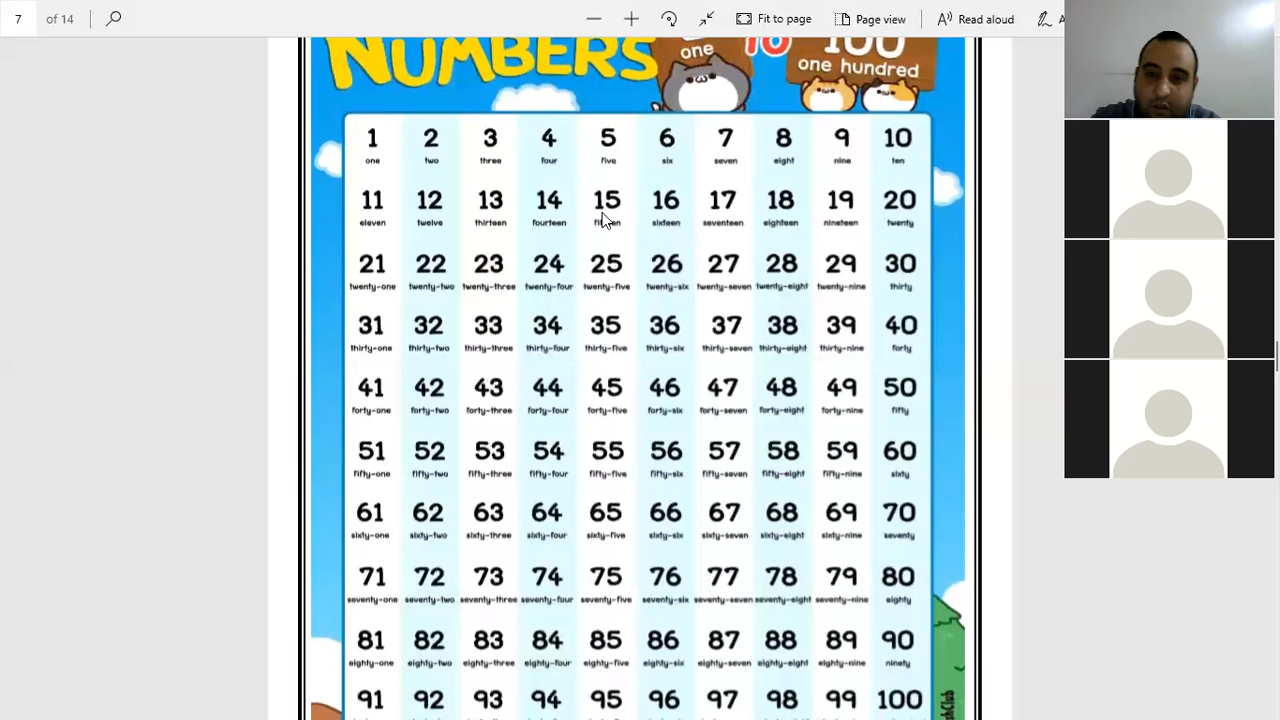 7 of 14 Fit to page Page view Read aloud
NUMBERS one TO 100
one hundred
1 2 3 4 5 6 7 8 9 10
one two three four five six seven eight nine ten
11 12 13 14 15 16 17 18 19 20
eleven twelve thirteen fourteen sixteen seventeen eighteen nineteen twenty
21 22 23 24 25 26 27 28 29 30
twenty-one twenty-two twenty-three twenty-four twenty-five twenty-six twenty-seven twenty-eight twenty-nine thirty
31 32 33 34 35 36 37 38 39 40
thirty-one thirty-two thirty-three thirty-four thirty-five thirty-six thirty-seven thirty-eight thirty-nine forty
41 42 43 44 45 46 47 48 49 50
forty-one forty-two forty-three forty-four forty-five forty-six forty-seven forty-eight forty-nine fifty
51 52 53 54 55 56 57 58 59 60
fifty-one fifty-two fifty-three fifty-four fifty-five fifty-six fifty-seven fifty-eight fifty-nine sixty
61 62 63 64 65 66 67 68 69 70
sixty-one sixty-two sixty-three sixty-four sixty-five sixty-six sixty-seven sixty-eight sixty-nine seventy
71 72 73 74 75 76 77 78 79 80
seventy-one seventy-two seventy-three seventy-four seventy-five seventy-six seventy-seven seventy-eight seventy-nine eighty
81 82 83 84 85 86 87 88 89 90
eighty-one eighty-two eighty-three eighty-four eighty-five eighty-six eighty-seven eighty-eight eighty-nine ninety
91 92 93 94 95 96 97 98 99 100